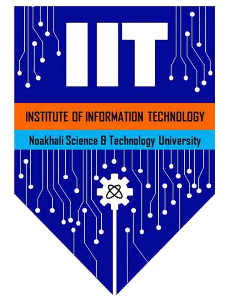 IIT
INSTITUTE OF INFORMATION TECHNOLOGY
Noakhali Science & Technology University